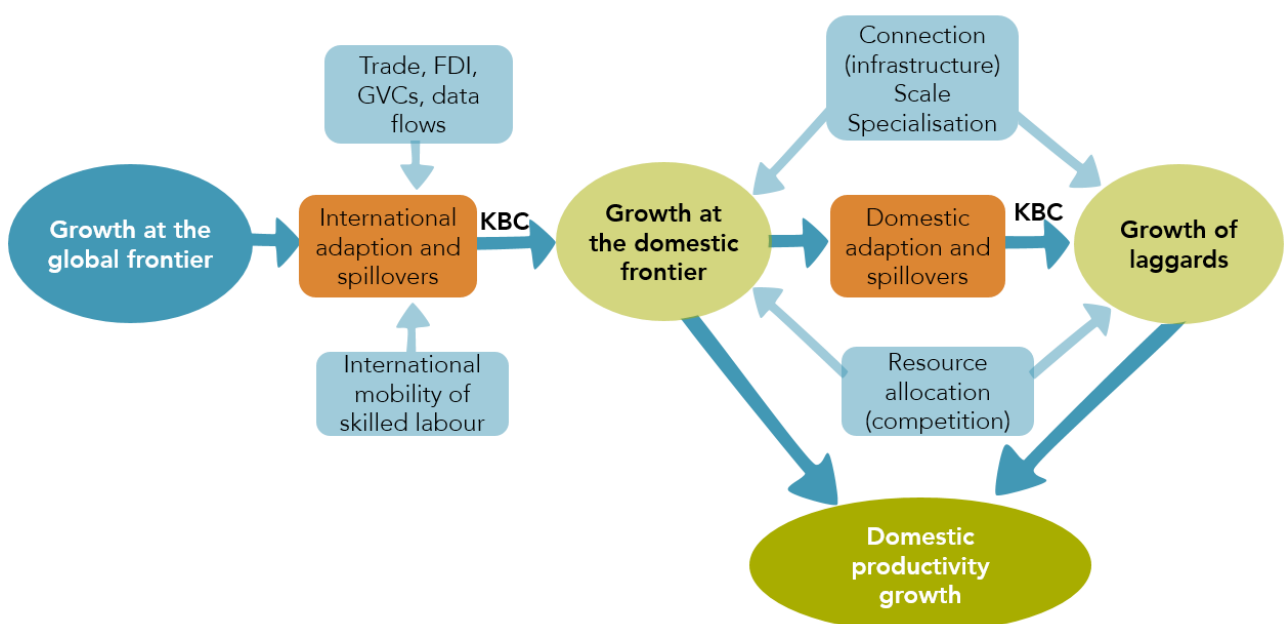 Trade, FDI,
GVCs, data
flows
Connection
(infrastructure)
Scale
Specialisation
Growth at the
global frontier
International
adaption and
spillovers
KBC
Growth at
the domestic
frontier
Domestic
adaption and
spillovers
KBC
Growth of
laggards
International
mobility of
skilled labour
Resource
allocation
(competition)
Domestic
productivity
growth